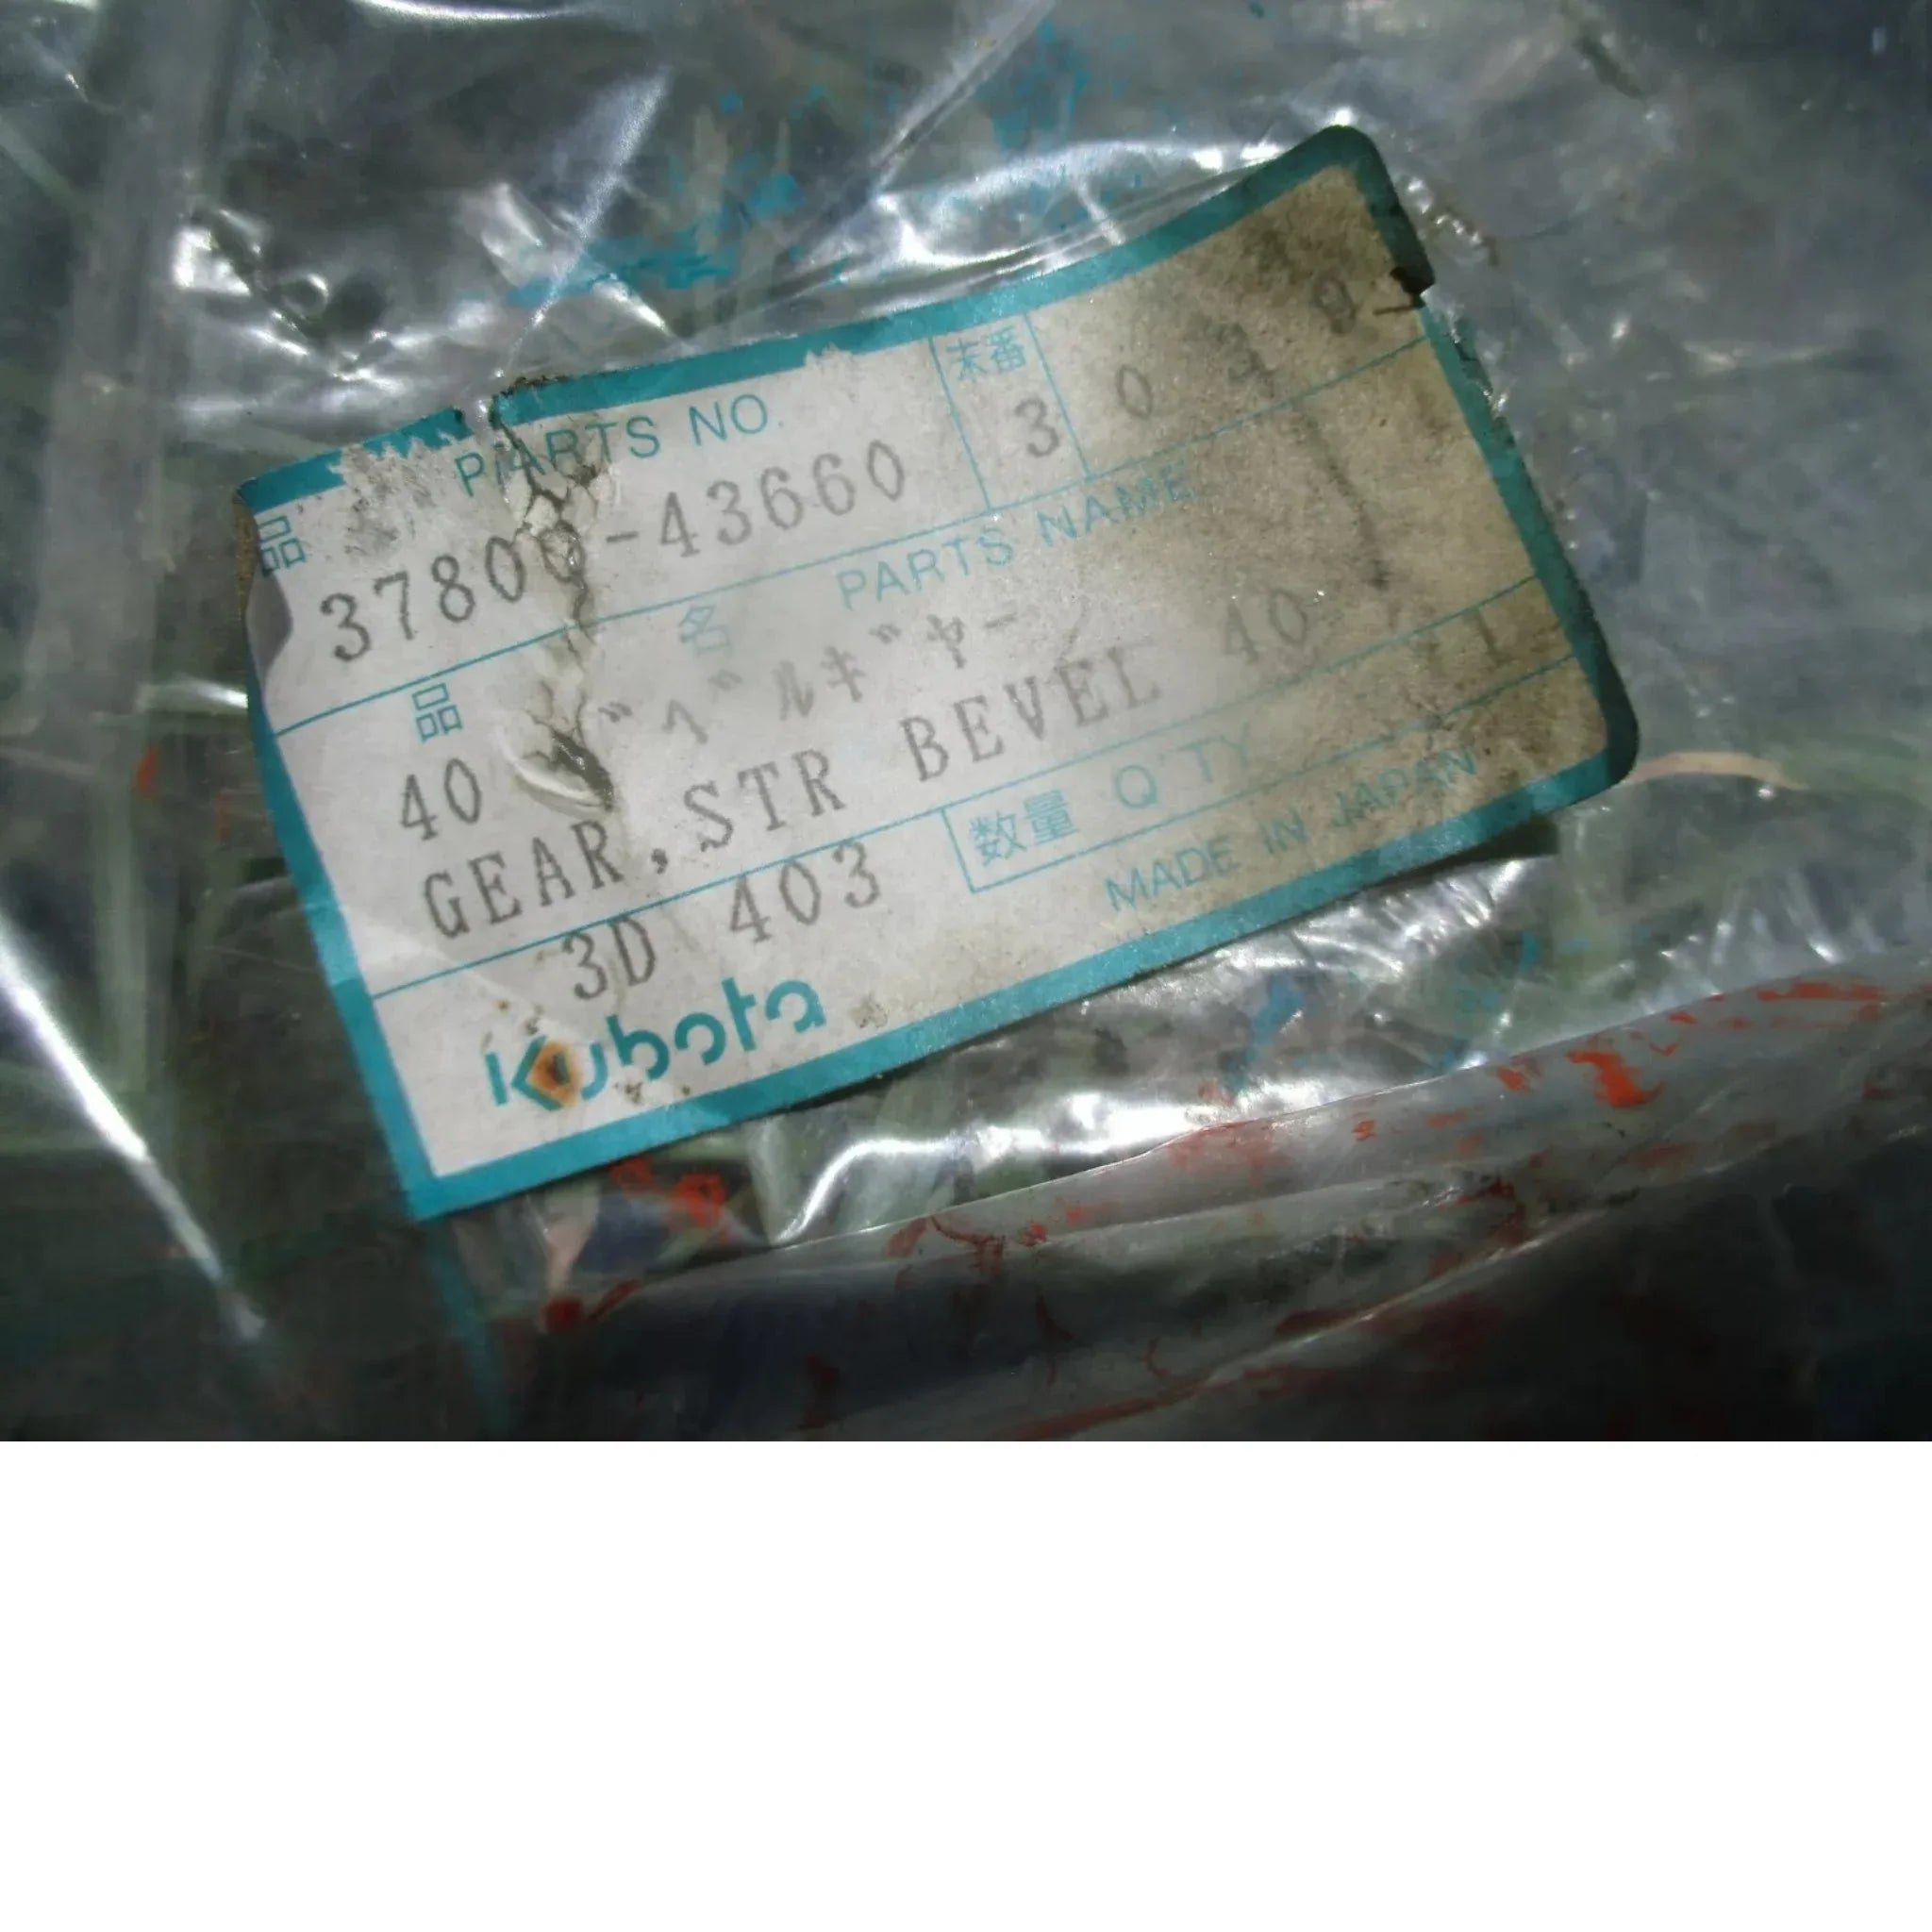 品 PARTS NO. 末番
37800-43660 3 0
品 名 PARTS NAME
40 ベベルギヤー
GEAR,STR BEVEL 40
3D 403 数量 Q'TY 1
Kubota MADE IN JAPAN